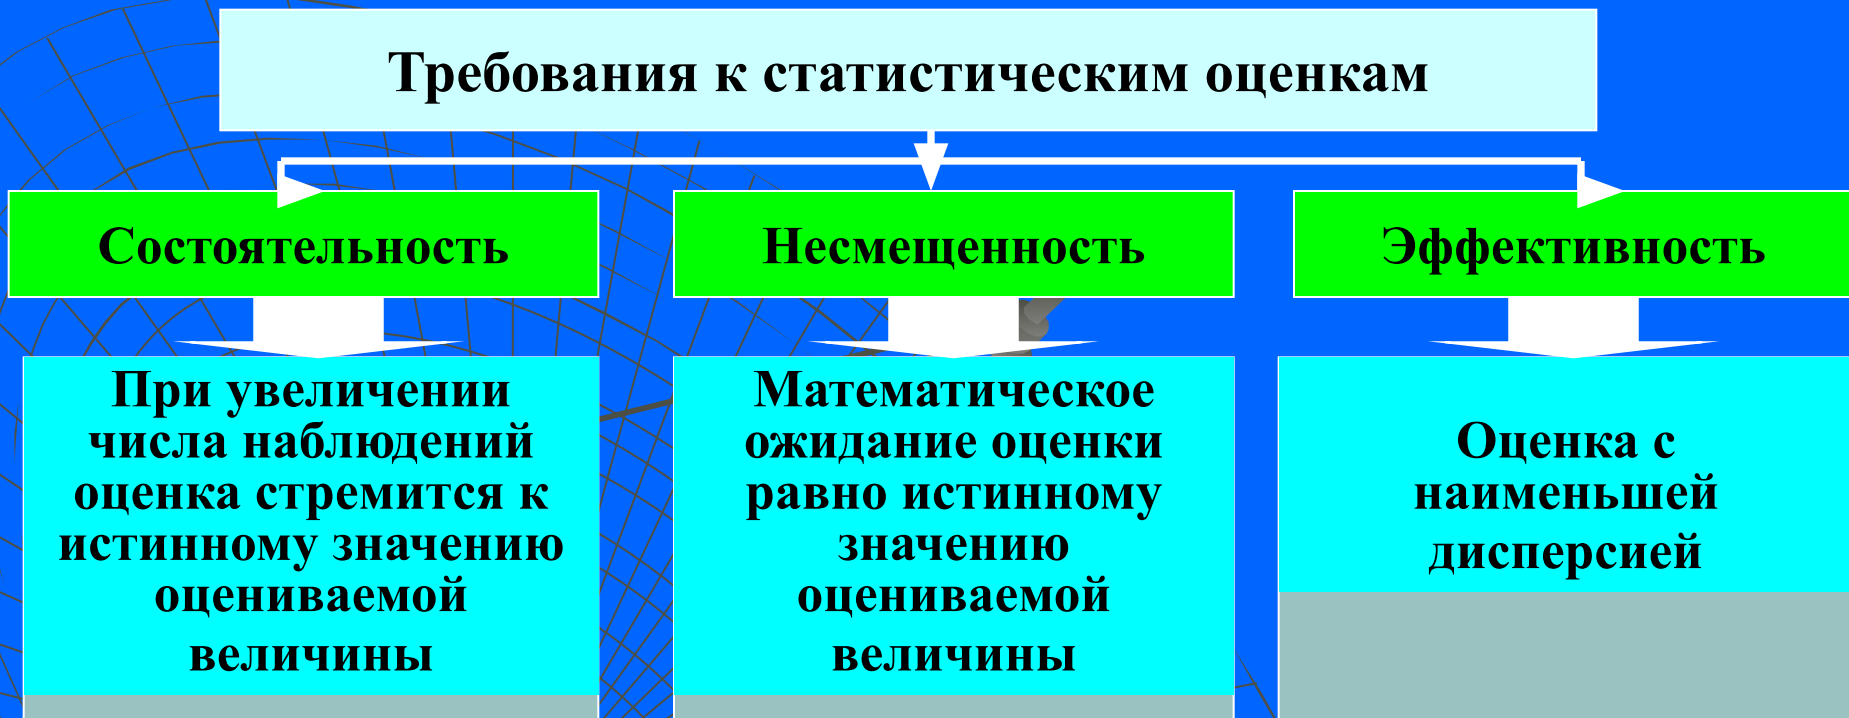 Требования к статистическим оценкам
Состоятельность
Несмещенность
Эффективность
При увеличении
числа наблюдений
оценка стремится к
истинному значению
оцениваемой
величины
Математическое
ожидание оценки
равно истинному
значению
оцениваемой
величины
Оценка с
наименьшей
дисперсией